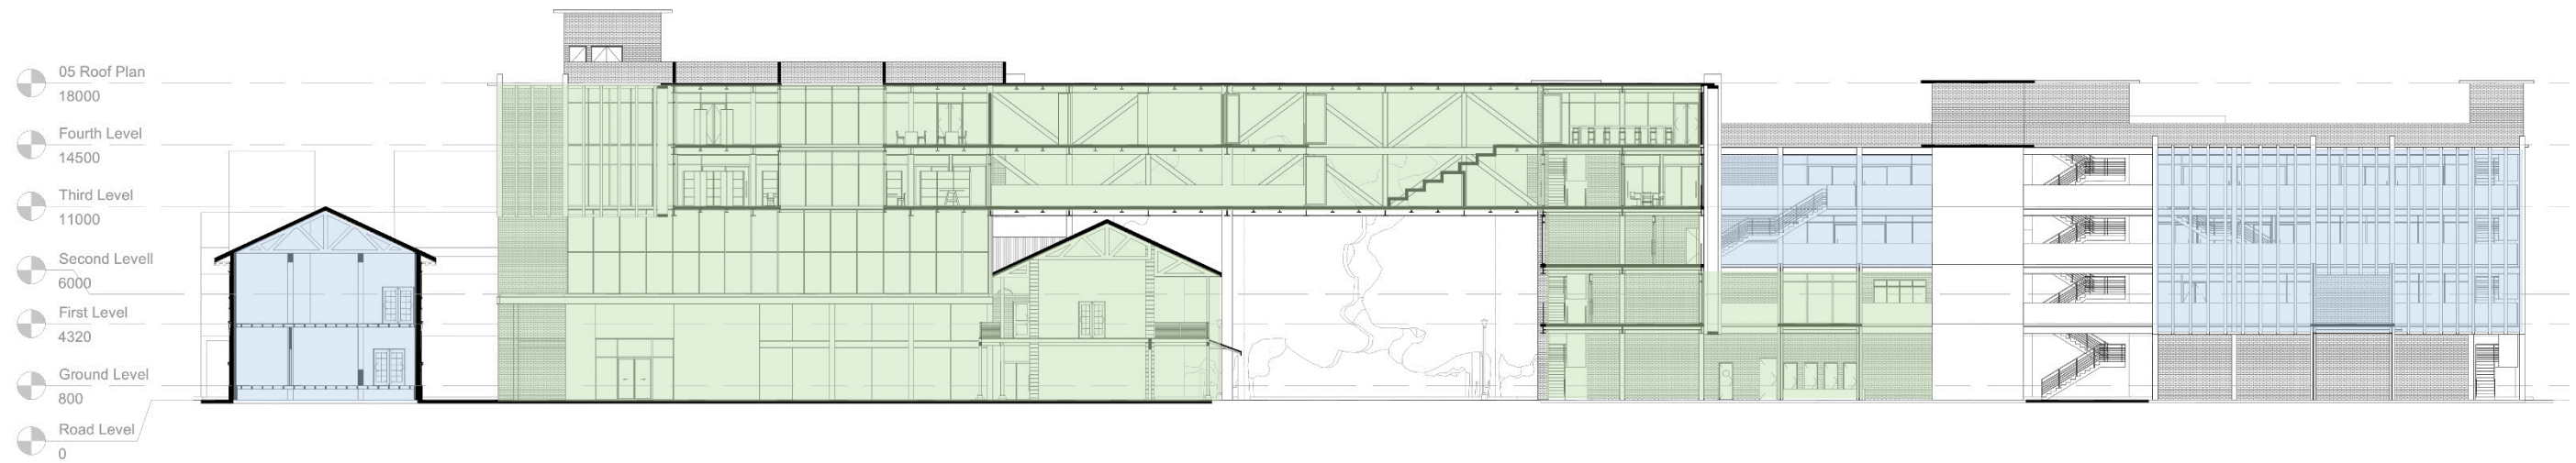 05 Roof Plan
18000
Fourth Level
14500
Third Level
11000
Second Levell
6000
First Level
4320
Ground Level
800
Road Level
0